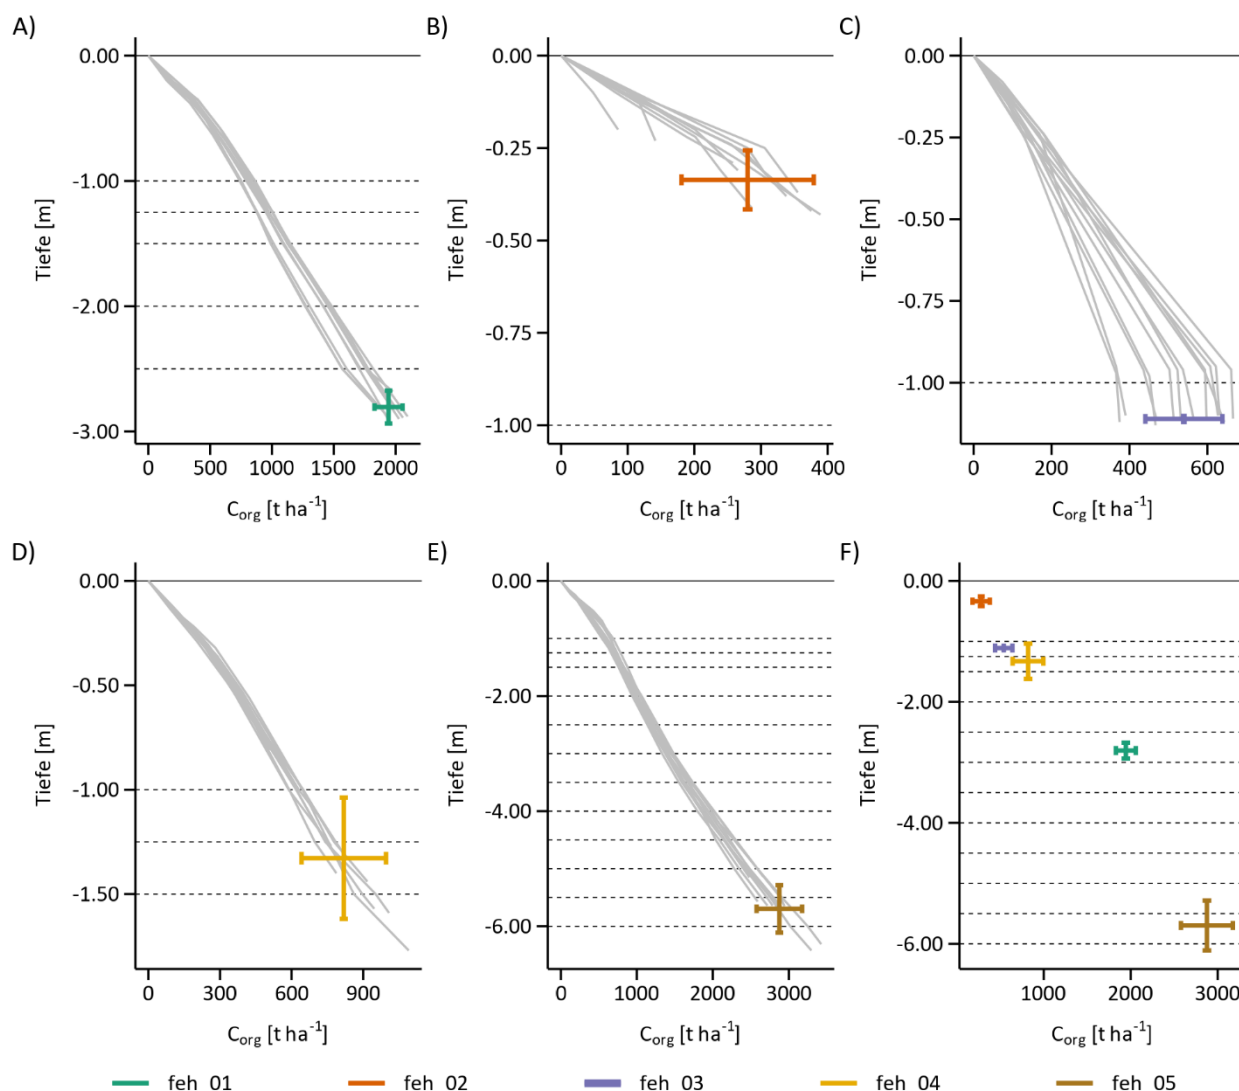 A)
B)
C)
0.00
-1.00
-2.00
-3.00
Tiefe [m]
0 500 1000 1500 2000
Corg [t ha-1]
0.00
-0.25
-0.50
-0.75
-1.00
Tiefe [m]
0 100 200 300 400
Corg [t ha-1]
0.00
-0.25
-0.50
-0.75
-1.00
Tiefe [m]
0 200 400 600
Corg [t ha-1]
D)
E)
F)
0.00
-0.50
-1.00
-1.50
Tiefe [m]
0 300 600 900
Corg [t ha-1]
0.00
-2.00
-4.00
-6.00
Tiefe [m]
0 1000 2000 3000
Corg [t ha-1]
0.00
-2.00
-4.00
-6.00
Tiefe [m]
1000 2000 3000
Corg [t ha-1]
feh_01 feh_02 feh_03 feh_04 feh_05